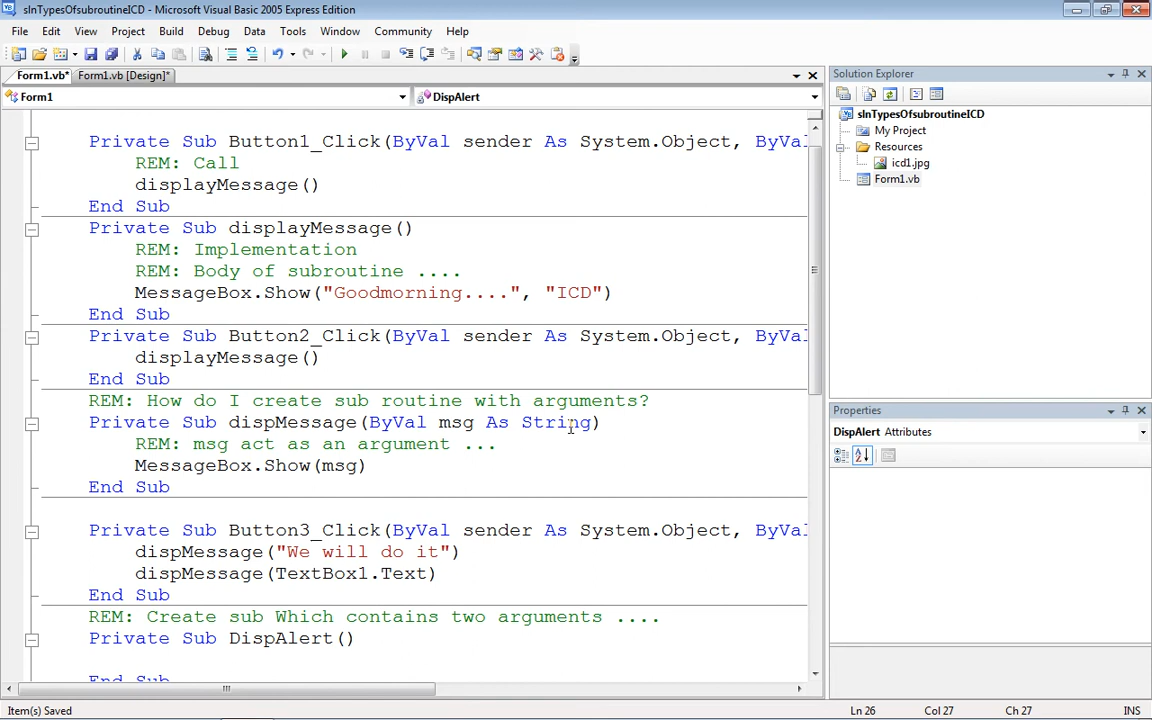 slnTypesOfsubroutineICD - Microsoft Visual Basic 2005 Express Edition
File Edit View Project Build Debug Data Tools Window Community Help
Form1.vb* Form1.vb [Design]*
Form1 DispAlert
Private Sub Button1_Click(ByVal sender As System.Object, ByVal
REM: Call
displayMessage()
End Sub
Private Sub displayMessage()
REM: Implementation
REM: Body of subroutine ....
MessageBox.Show("Goodmorning....", "ICD")
End Sub
Private Sub Button2_Click(ByVal sender As System.Object, ByVal
displayMessage()
End Sub
REM: How do I create sub routine with arguments?
Private Sub dispMessage(ByVal msg As String)
REM: msg act as an argument ...
MessageBox.Show(msg)
End Sub
Private Sub Button3_Click(ByVal sender As System.Object, ByVal
dispMessage("We will do it")
dispMessage(TextBox1.Text)
End Sub
REM: Create sub Which contains two arguments ....
Private Sub DispAlert()
End Sub
Solution Explorer
slnTypesOfsubroutineICD
My Project
Resources
icd1.jpg
Form1.vb
Properties
DispAlert Attributes
Item(s) Saved Ln 26 Col 27 Ch 27 INS